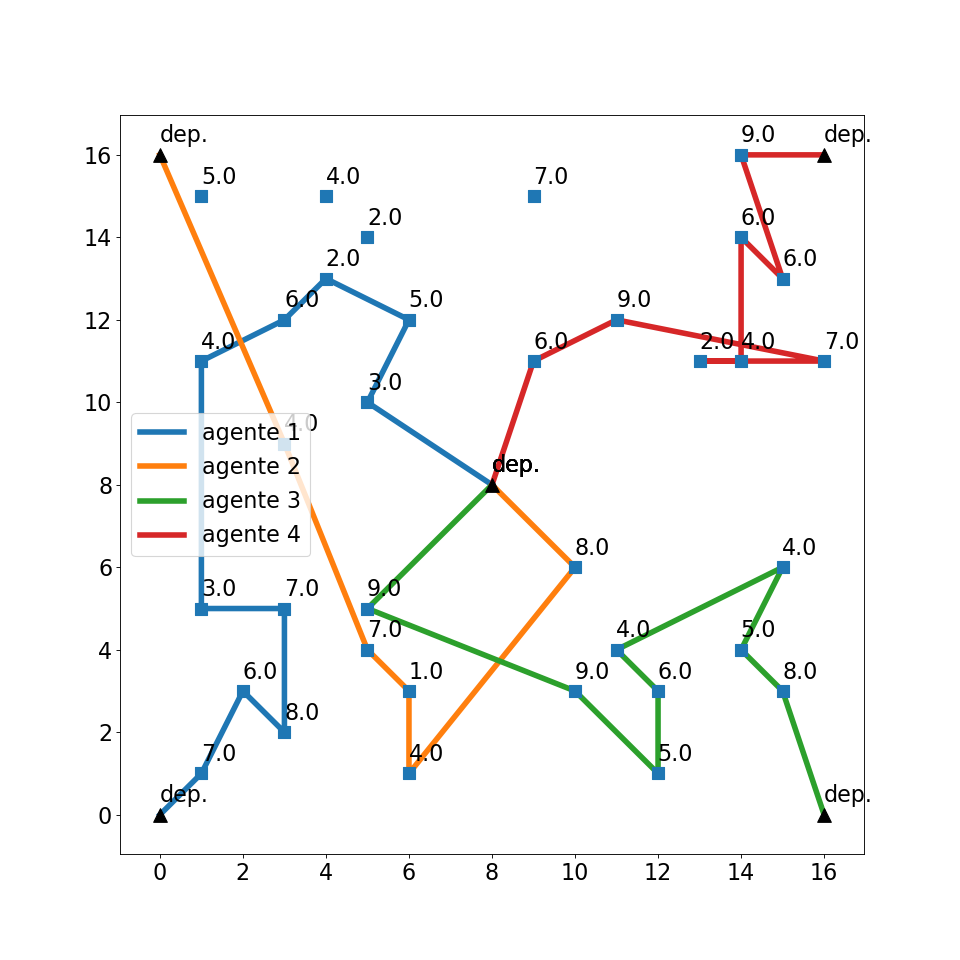 9.0
dep. dep.
16
5.0 4.0 7.0
2.0 6.0
14
2.0 6.0
6.0 5.0 9.0
12
4.0 6.0 2.0 4.0 7.0
3.0
10
4.0
agente 1
dep. dep.
8
agente 2
agente 3
agente 4
8.0 4.0
6
3.0 7.0 9.0
7.0 4.0 5.0
4
6.0 1.0 9.0 6.0 8.0
8.0
2
7.0 4.0 5.0
dep. dep.
0
0 2 4 6 8 10 12 14 16